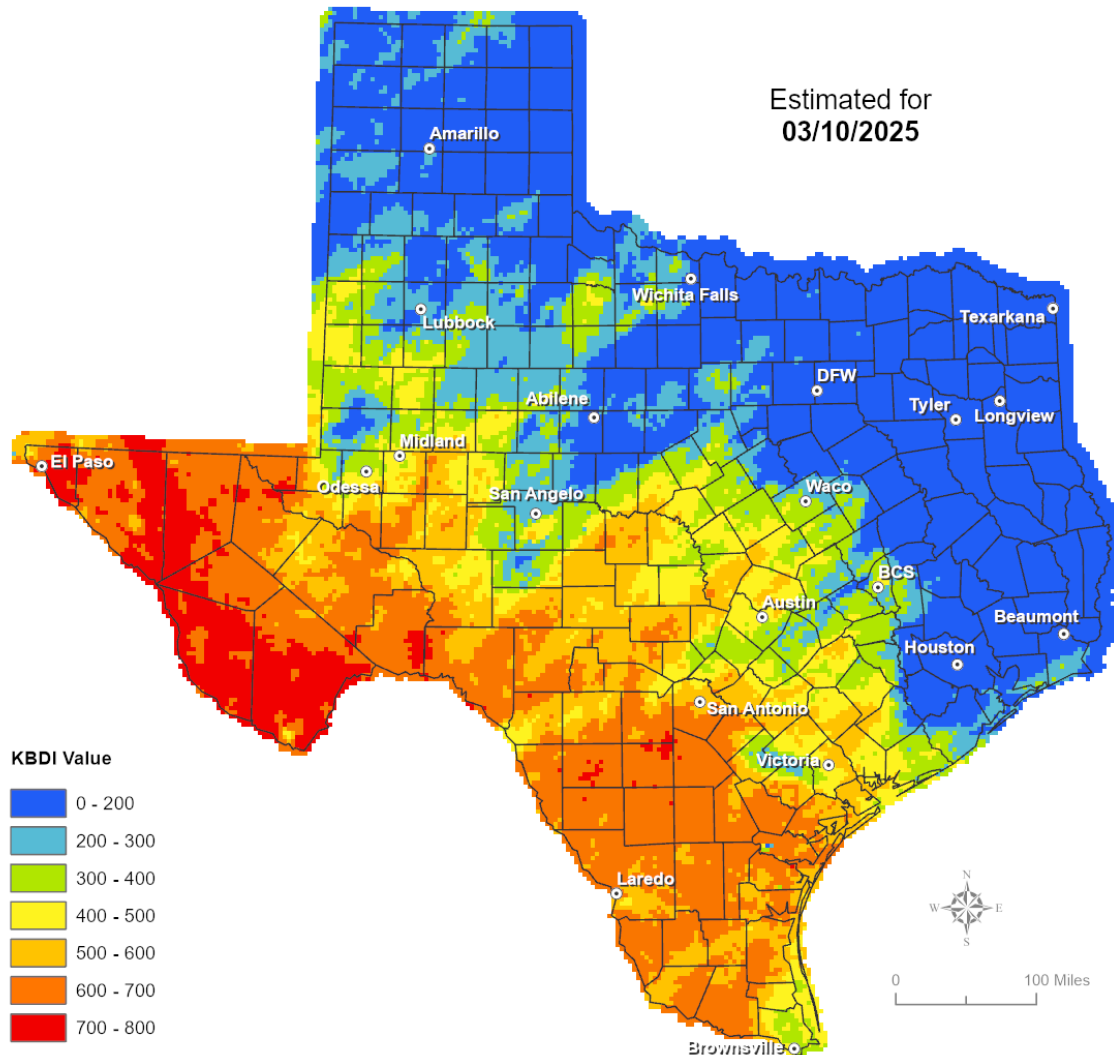 Estimated for
03/10/2025
Amarillo
Wichita Falls
Lubbock
Texarkana
DFW
Abilene
Tyler
Longview
Midland
El Paso
Odessa
San Angelo
Waco
BCS
Austin
Beaumont
Houston
San Antonio
Victoria
Laredo
Brownsville
KBDI Value
0 - 200
200 - 300
300 - 400
400 - 500
500 - 600
600 - 700
700 - 800
N
W E
S
0 100 Miles